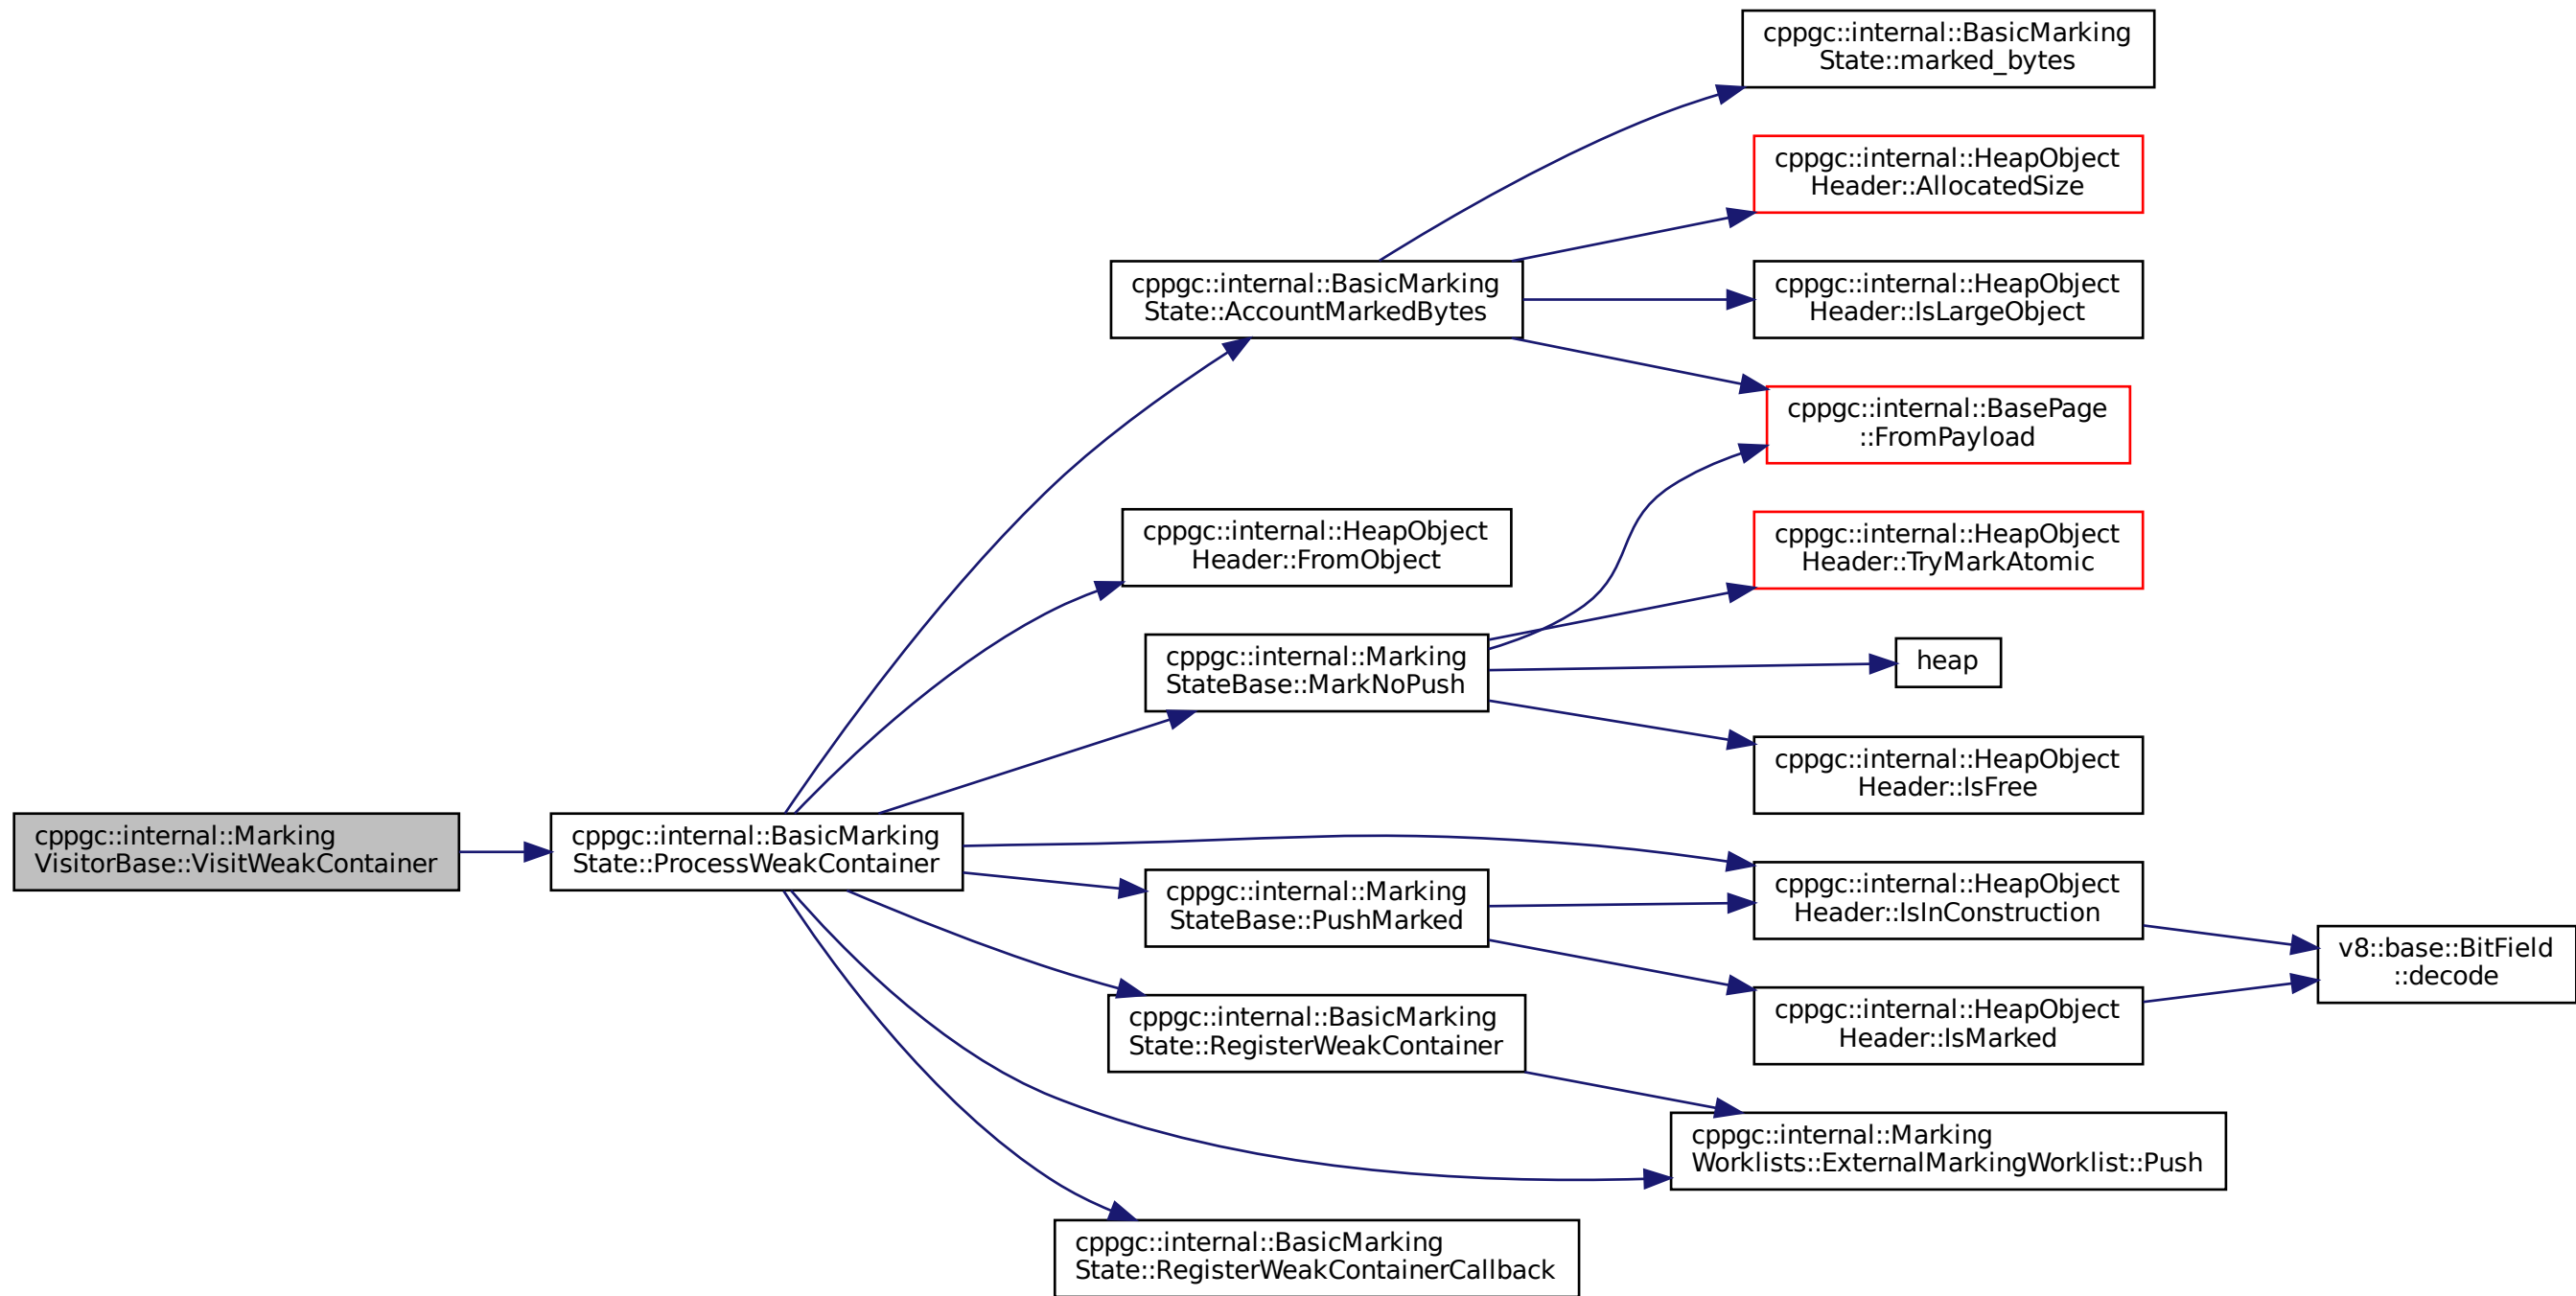 cppgc::internal::BasicMarking
State::marked_bytes
cppgc::internal::HeapObject
Header::AllocatedSize
cppgc::internal::BasicMarking
State::AccountMarkedBytes
cppgc::internal::HeapObject
Header::IsLargeObject
cppgc::internal::BasePage
::FromPayload
cppgc::internal::HeapObject
Header::FromObject
cppgc::internal::HeapObject
Header::TryMarkAtomic
cppgc::internal::Marking
StateBase::MarkNoPush
heap
cppgc::internal::HeapObject
Header::IsFree
cppgc::internal::Marking
VisitorBase::VisitWeakContainer
cppgc::internal::BasicMarking
State::ProcessWeakContainer
cppgc::internal::Marking
StateBase::PushMarked
cppgc::internal::HeapObject
Header::IsInConstruction
v8::base::BitField
::decode
cppgc::internal::BasicMarking
State::RegisterWeakContainer
cppgc::internal::HeapObject
Header::IsMarked
cppgc::internal::Marking
Worklists::ExternalMarkingWorklist::Push
cppgc::internal::BasicMarking
State::RegisterWeakContainerCallback